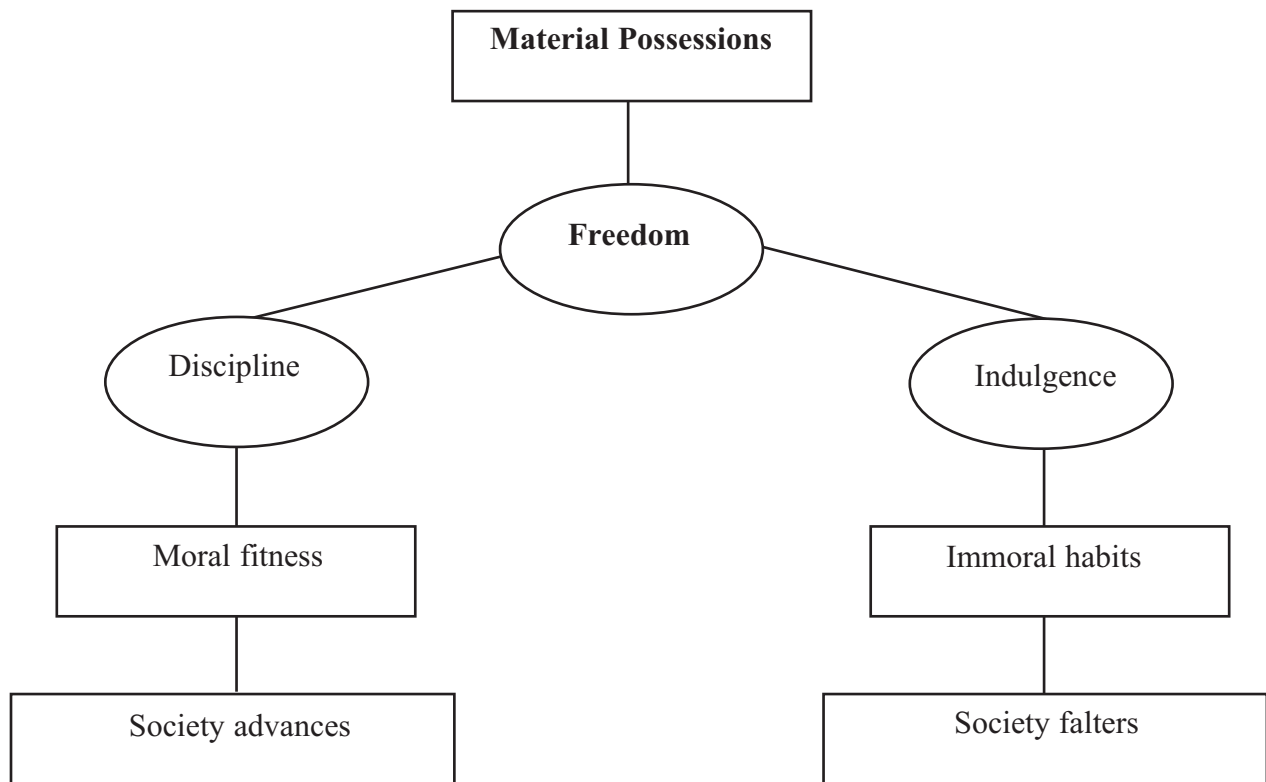 Material Possessions
Freedom
Discipline
Indulgence
Moral fitness
Immoral habits
Society advances
Society falters